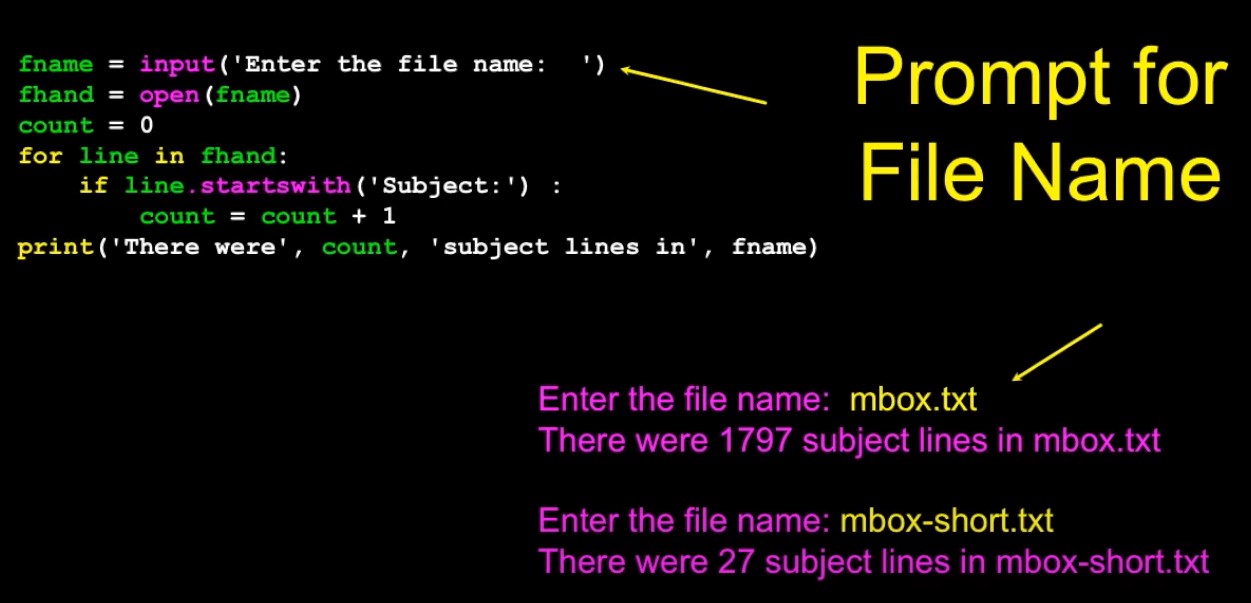 fname = input('Enter the file name:  ')
fhand = open(fname)
count = 0
for line in fhand:
    if line.startswith('Subject:') :
        count = count + 1
print('There were', count, 'subject lines in', fname)
Prompt for
File Name
Enter the file name:  mbox.txt
There were 1797 subject lines in mbox.txt
Enter the file name: mbox-short.txt
There were 27 subject lines in mbox-short.txt